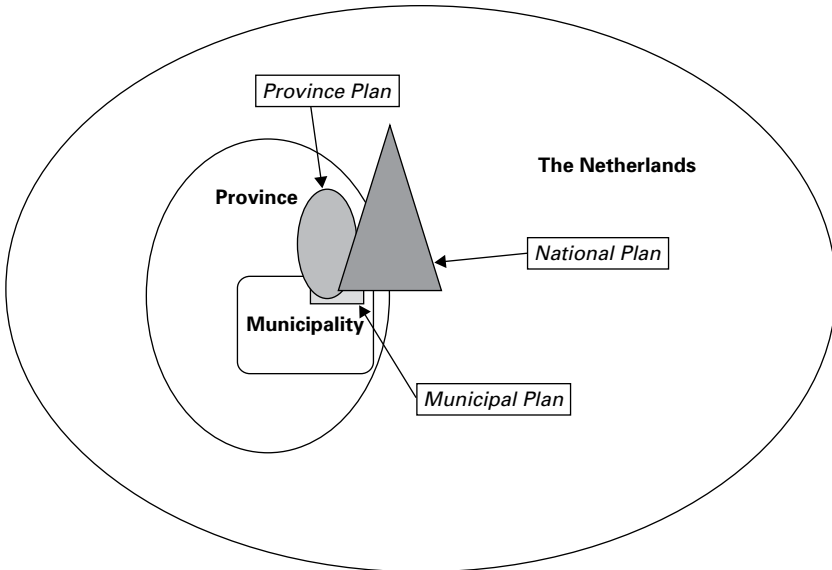 Province Plan
The Netherlands
Province
National Plan
Municipality
Municipal Plan